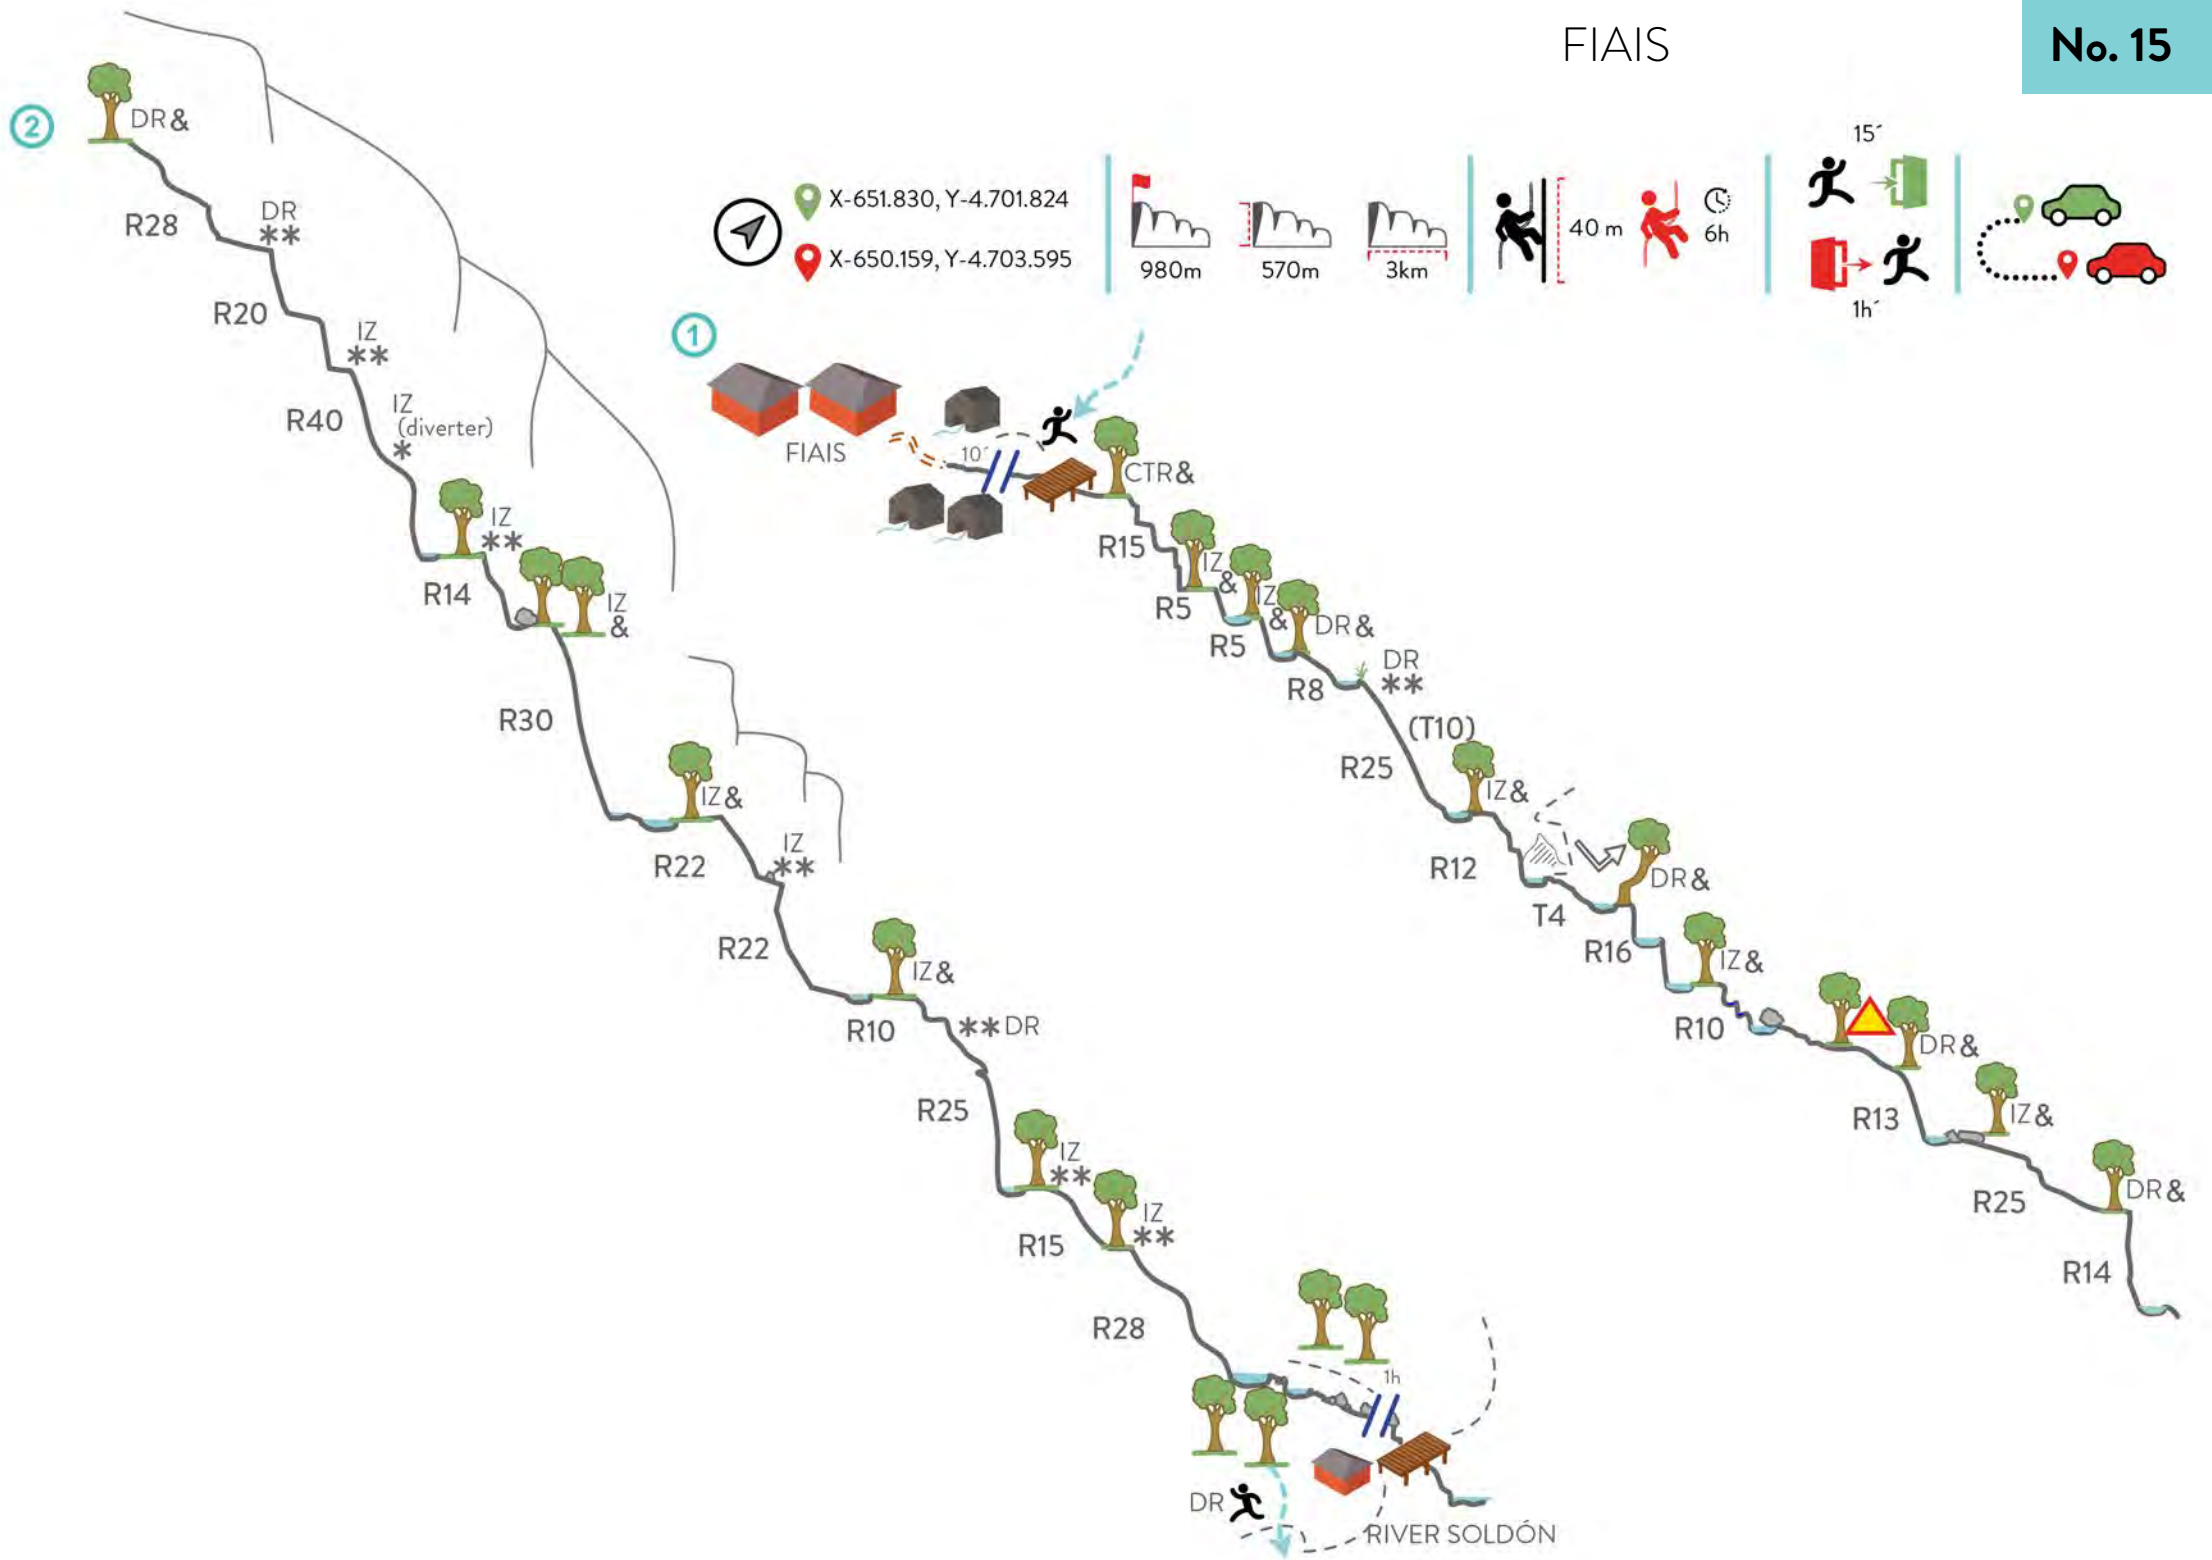 FIAIS
No. 15
X-651.830, Y-4.701.824
X-650.159, Y-4.703.595
980m
570m
3km
40 m
6h
15´
1h´
1
FIAIS
10´
CTR&
R15
IZ
&
R5
IZ
&
R5
DR&
R8
DR
**
(T10)
R25
IZ&
R12
T4
DR&
R16
IZ&
R10
DR&
R13
IZ&
R25
DR&
R14
2
DR&
R28
DR
**
R20
IZ
**
R40
IZ
(diverter)
*
IZ
**
R14
IZ
&
R30
IZ&
R22
IZ
**
R22
IZ&
R10
**DR
R25
IZ
**
R15
IZ
**
R28
1h
DR
RIVER SOLDÓN